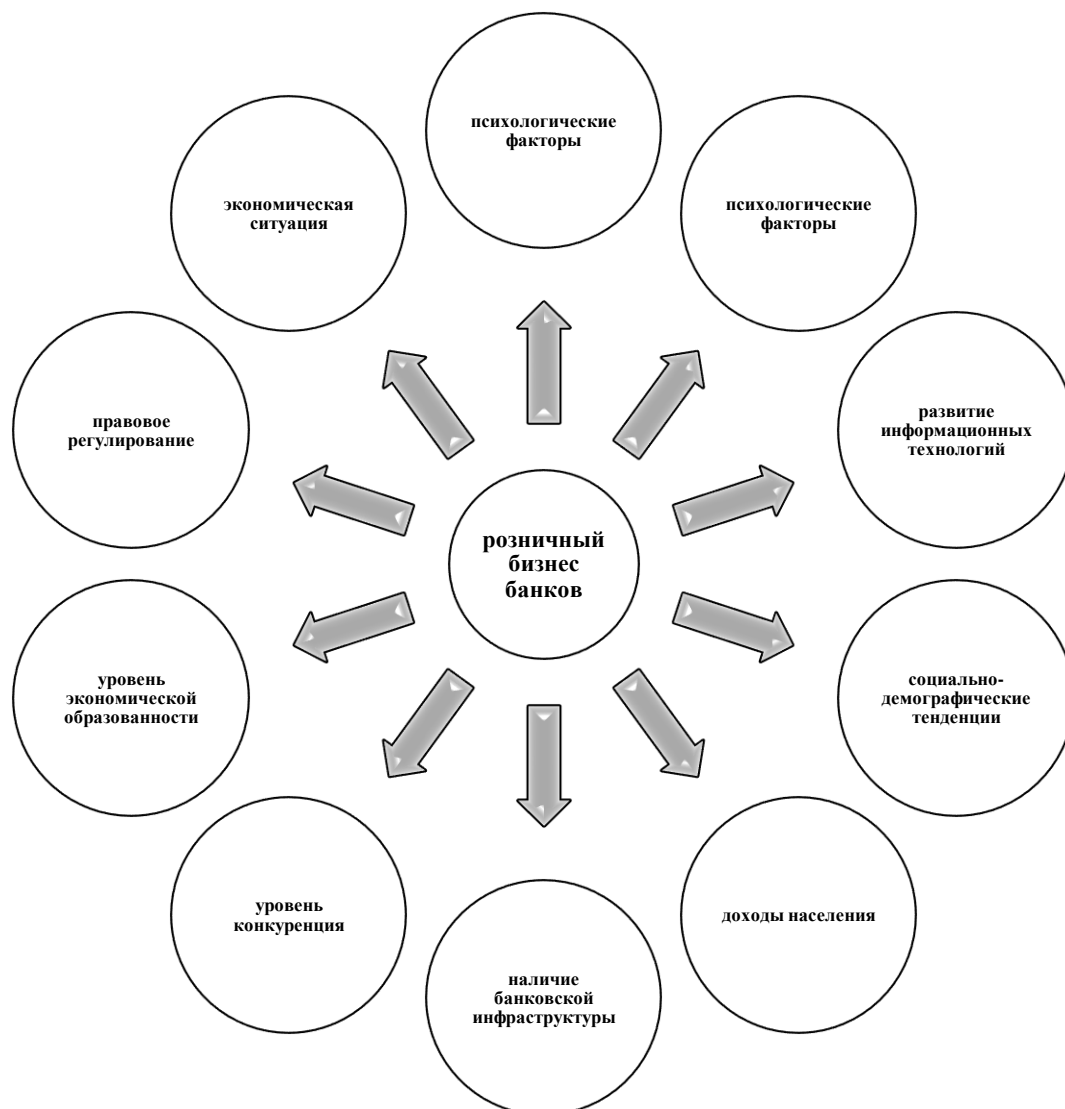 психологические
факторы
психологические
факторы
развитие
информационных
технологий
социально-
демографические
тенденции
доходы населения
наличие
банковской
инфраструктуры
уровень
конкуренция
уровень
экономической
образованности
правовое
регулирование
экономическая
ситуация
розничный
бизнес
банков